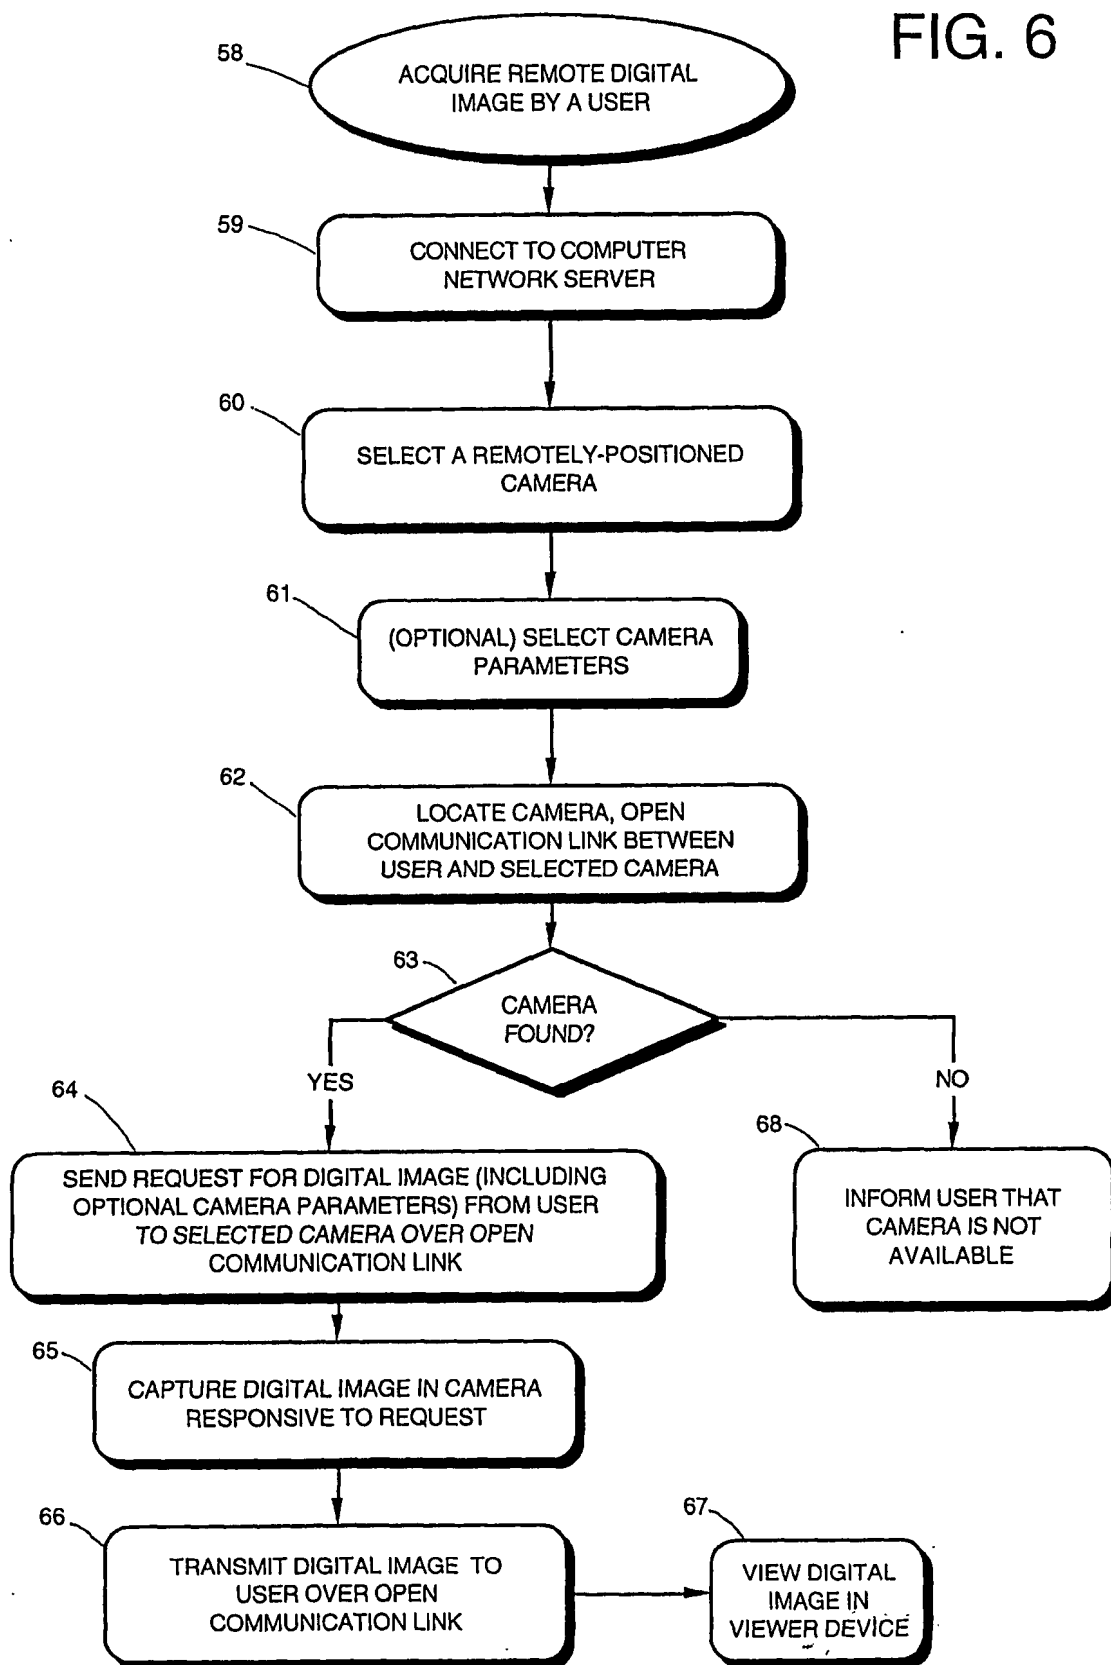 FIG. 6
58
ACQUIRE REMOTE DIGITAL
IMAGE BY A USER
59
CONNECT TO COMPUTER
NETWORK SERVER
60
SELECT A REMOTELY-POSITIONED
CAMERA
61
(OPTIONAL) SELECT CAMERA
PARAMETERS
62
LOCATE CAMERA, OPEN
COMMUNICATION LINK BETWEEN
USER AND SELECTED CAMERA
63
CAMERA
FOUND?
YES
NO
64
SEND REQUEST FOR DIGITAL IMAGE (INCLUDING
OPTIONAL CAMERA PARAMETERS) FROM USER
TO SELECTED CAMERA OVER OPEN
COMMUNICATION LINK
68
INFORM USER THAT
CAMERA IS NOT
AVAILABLE
65
CAPTURE DIGITAL IMAGE IN CAMERA
RESPONSIVE TO REQUEST
66
TRANSMIT DIGITAL IMAGE TO
USER OVER OPEN
COMMUNICATION LINK
67
VIEW DIGITAL
IMAGE IN
VIEWER DEVICE